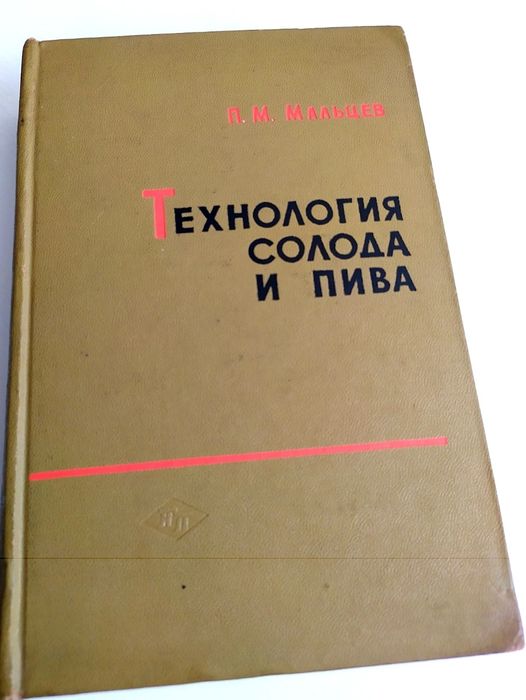 П. М. Мальцев
Технология
солода
и пива